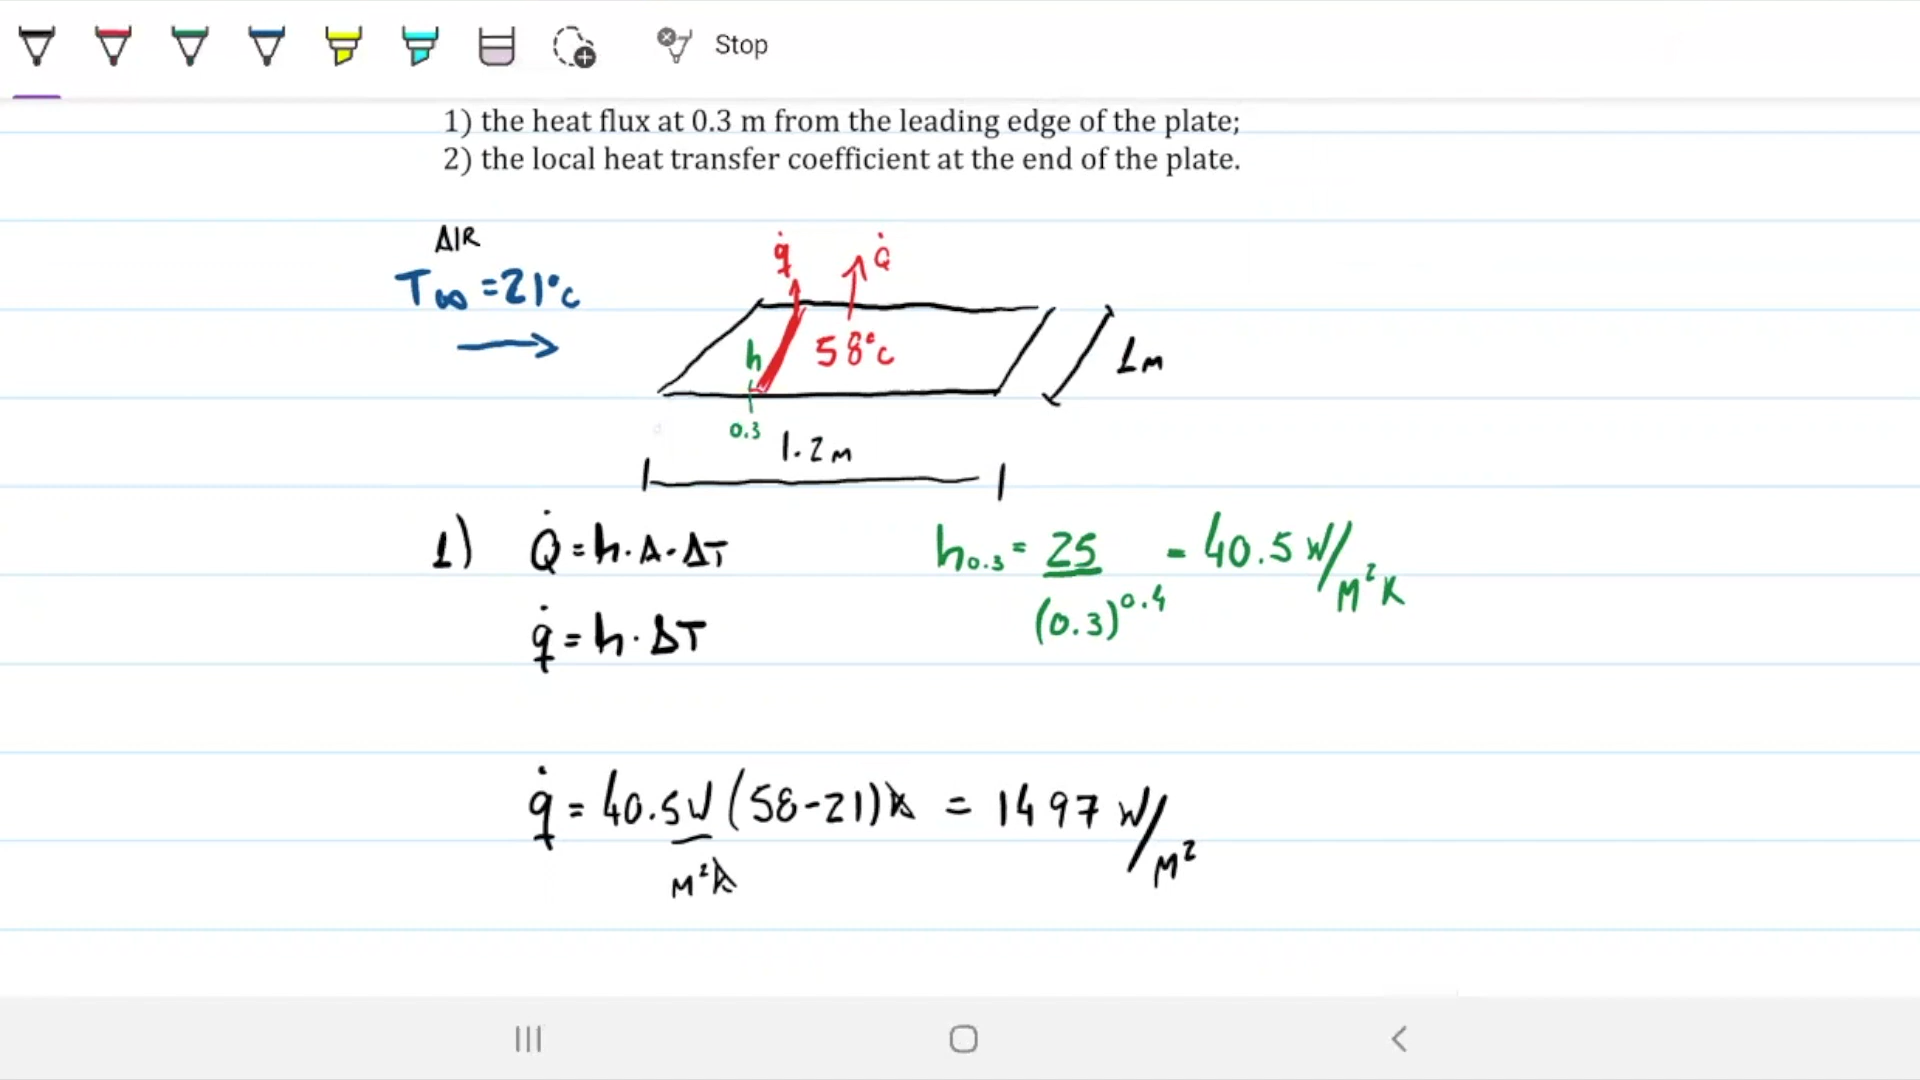 Stop
1) the heat flux at 0.3 m from the leading edge of the plate;
2) the local heat transfer coefficient at the end of the plate.
AIR
T∞ = 21°C
q̇
Q̇
h
58°C
1m
0.3
1.2m
1) Q̇ = h·A·ΔT
h0.3 = 25/(0.3)^0.4 = 40.5 W/M²K
q̇ = h·ΔT
q̇ = 40.5 W/M²K (58-21)K = 1497 W/M²